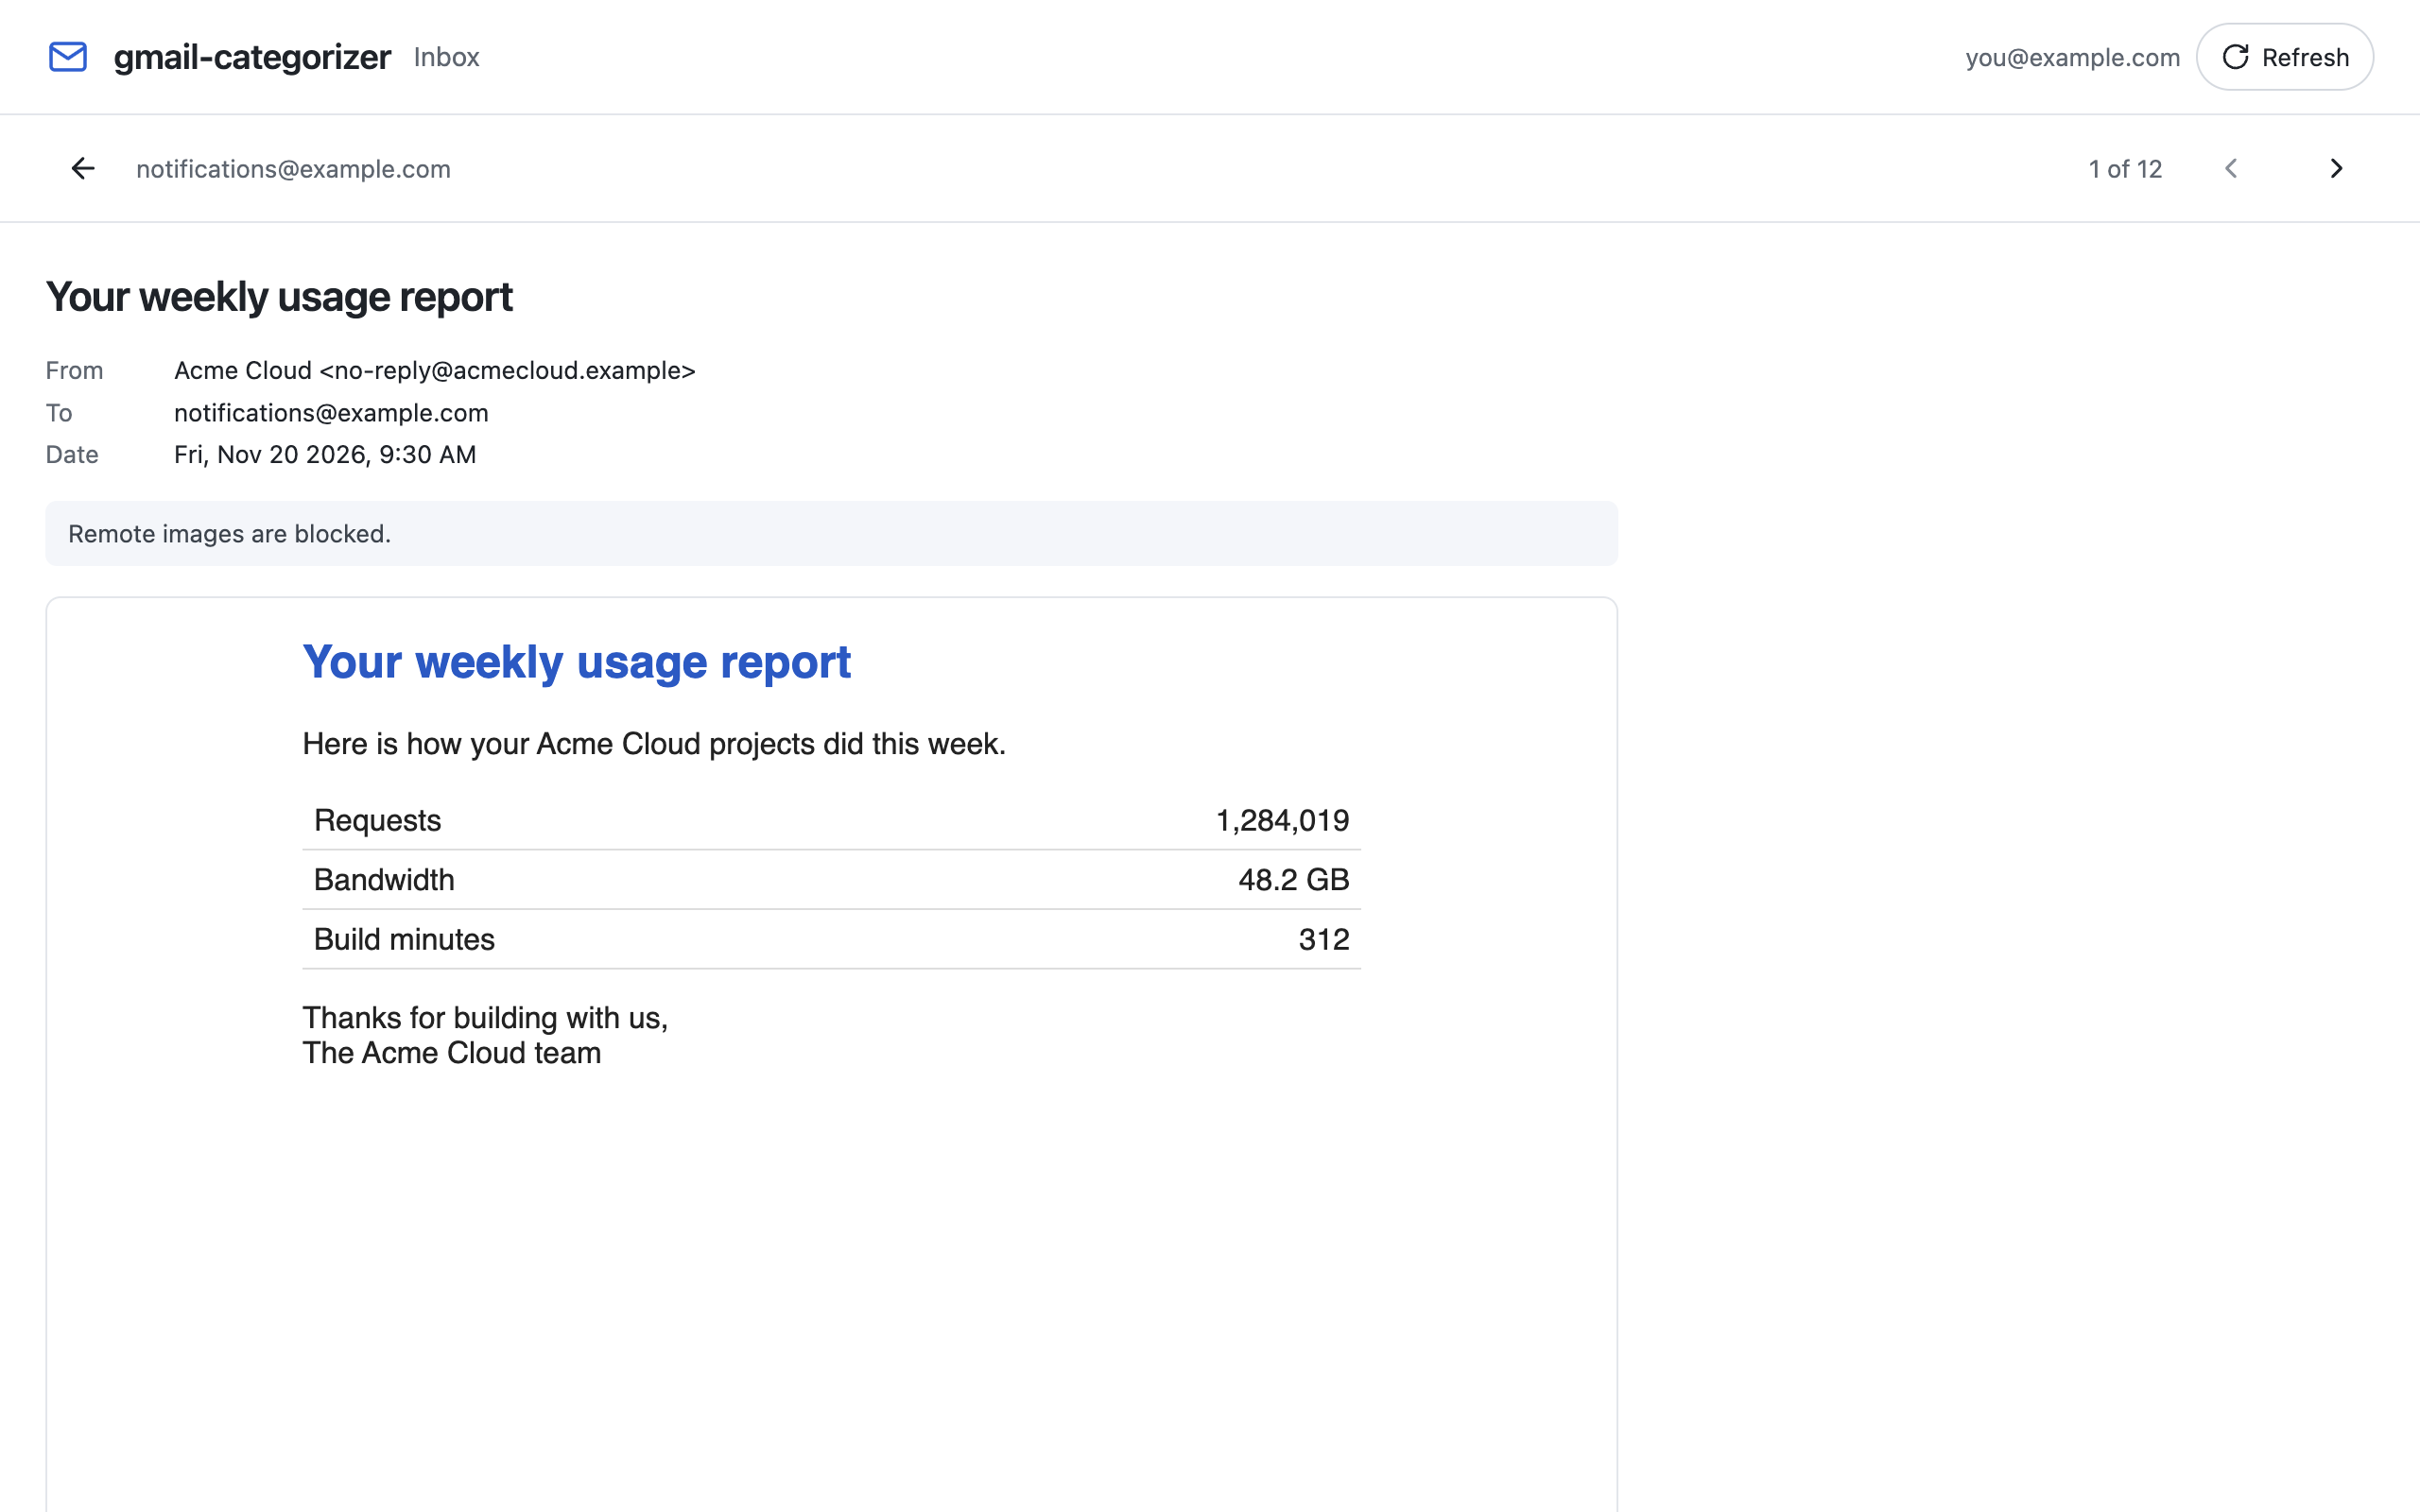 gmail-categorizer Inbox you@example.com Refresh
notifications@example.com 1 of 12
Your weekly usage report
From Acme Cloud <no-reply@acmecloud.example>
To notifications@example.com
Date Fri, Nov 20 2026, 9:30 AM
Remote images are blocked.
Your weekly usage report
Here is how your Acme Cloud projects did this week.
Requests 1,284,019
Bandwidth 48.2 GB
Build minutes 312
Thanks for building with us,
The Acme Cloud team